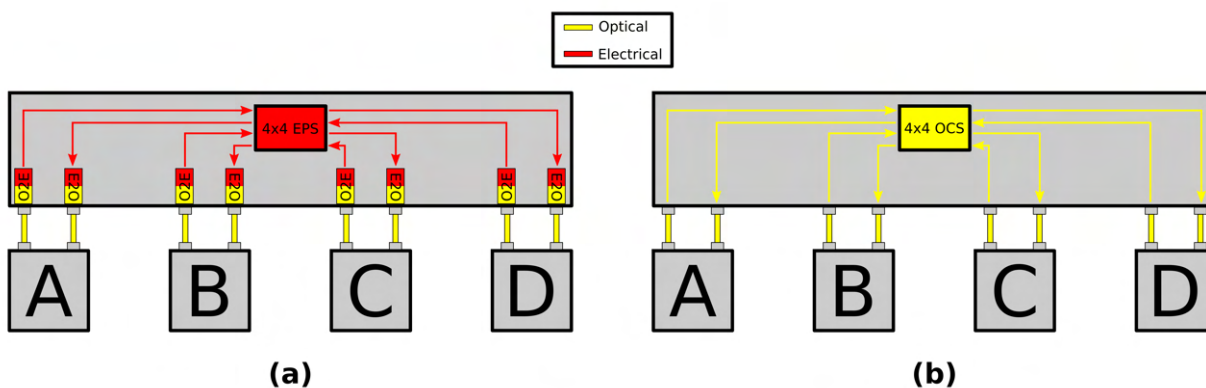 Optical
Electrical
4x4 EPS
O2E
E2O
O2E
E2O
O2E
E2O
O2E
E2O
A
B
C
D
(a)
4x4 OCS
A
B
C
D
(b)